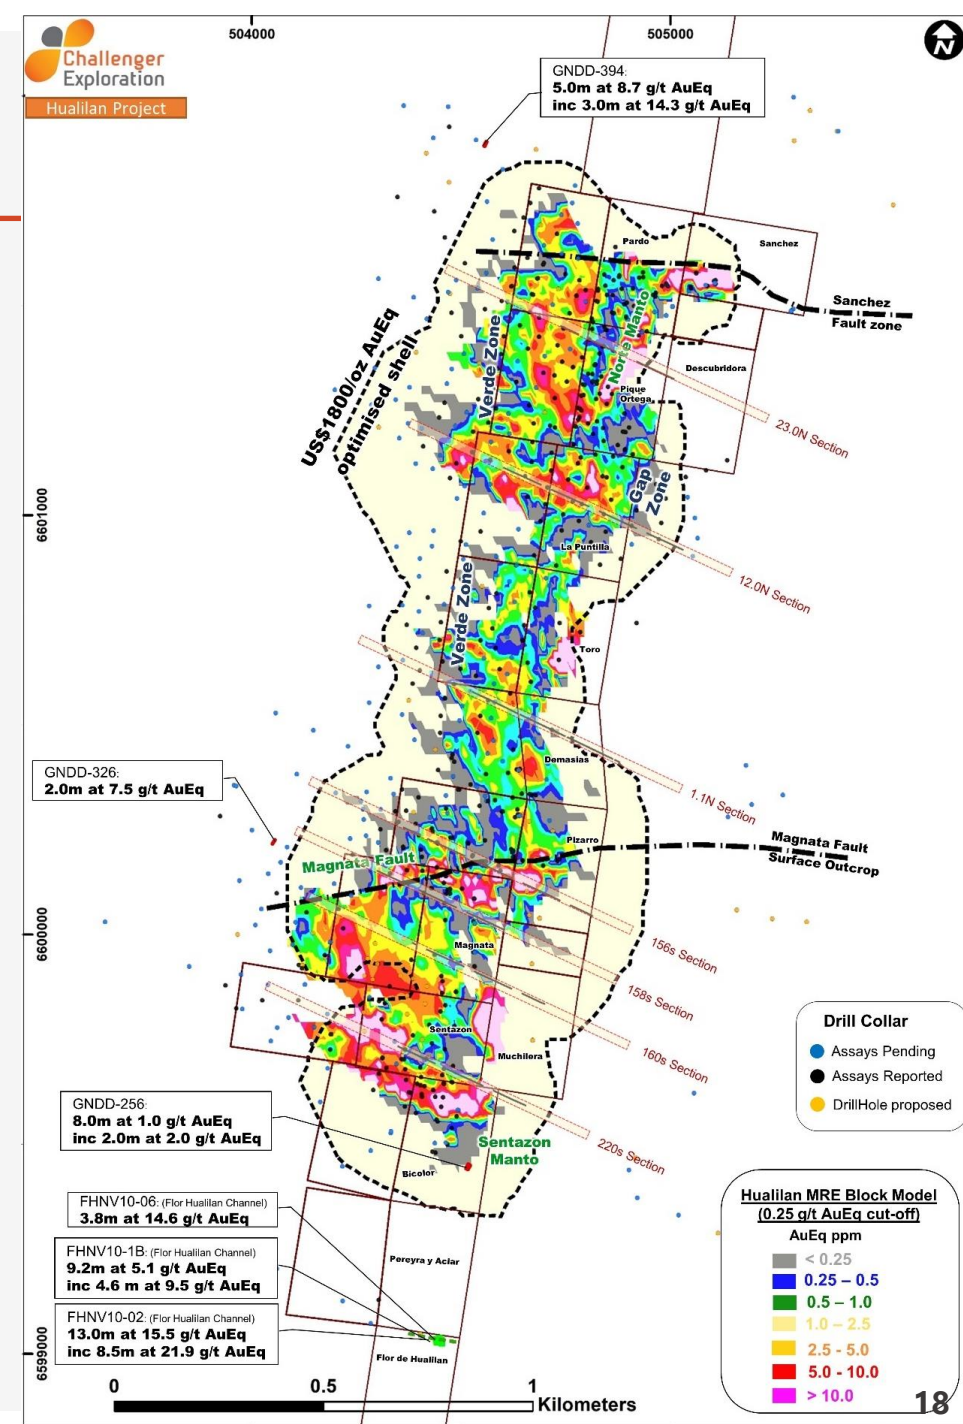 504000
505000
Challenger
Exploration
Hualilan Project
N
GNDD-394:
5.0m at 8.7 g/t AuEq
inc 3.0m at 14.3 g/t AuEq
Pardo
Sanchez
Sanchez
Fault zone
US$1800/oz AuEq
optimised shell
Verde Zone
Norte Manto
Descubridora
Pique
Ortega
23.0N Section
Gap
Zone
6601000
La Puntilla
12.0N Section
Verde Zone
Toro
Demasias
1.1N Section
GNDD-326:
2.0m at 7.5 g/t AuEq
Pizarro
Magnata Fault
Surface Outcrop
Magnata Fault
6600000
Magnata
156s Section
158s Section
Sentazon
Muchilera
160s Section
Drill Collar
Assays Pending
Assays Reported
DrillHole proposed
GNDD-256:
8.0m at 1.0 g/t AuEq
inc 2.0m at 2.0 g/t AuEq
220s Section
Sentazon
Manto
Bicolor
FHNV10-06: (Flor Hualilan Channel)
3.8m at 14.6 g/t AuEq
FHNV10-1B: (Flor Hualilan Channel)
9.2m at 5.1 g/t AuEq
inc 4.6 m at 9.5 g/t AuEq
Pereyra y Aclar
FHNV10-02: (Flor Hualilan Channel)
13.0m at 15.5 g/t AuEq
inc 8.5m at 21.9 g/t AuEq
6599000
Flor de Hualilan
Hualilan MRE Block Model
(0.25 g/t AuEq cut-off)
AuEq ppm
< 0.25
0.25 – 0.5
0.5 – 1.0
1.0 – 2.5
2.5 - 5.0
5.0 - 10.0
> 10.0
0
0.5
1
Kilometers
18